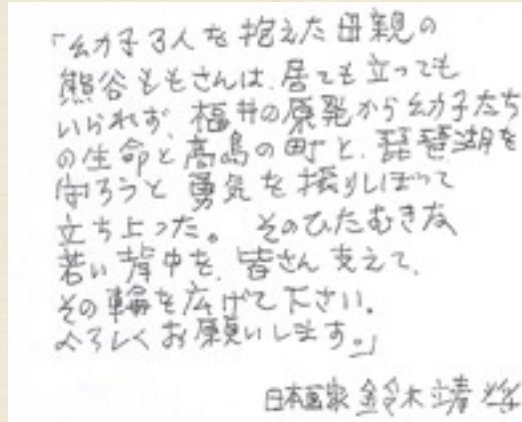 「幼子3人を抱えた母親の
熊谷ももさんは、居ても立っても
いられず、福井の原発から幼子たち
の生命と高島の町と、琵琶湖を
守ろうと勇気を振りしぼって
立ち上った。そのひたむきな
若い背中を、皆さん支えて、
その輪を広げて下さい。
よろしくお願いします。」
日本画家 鈴木靖将